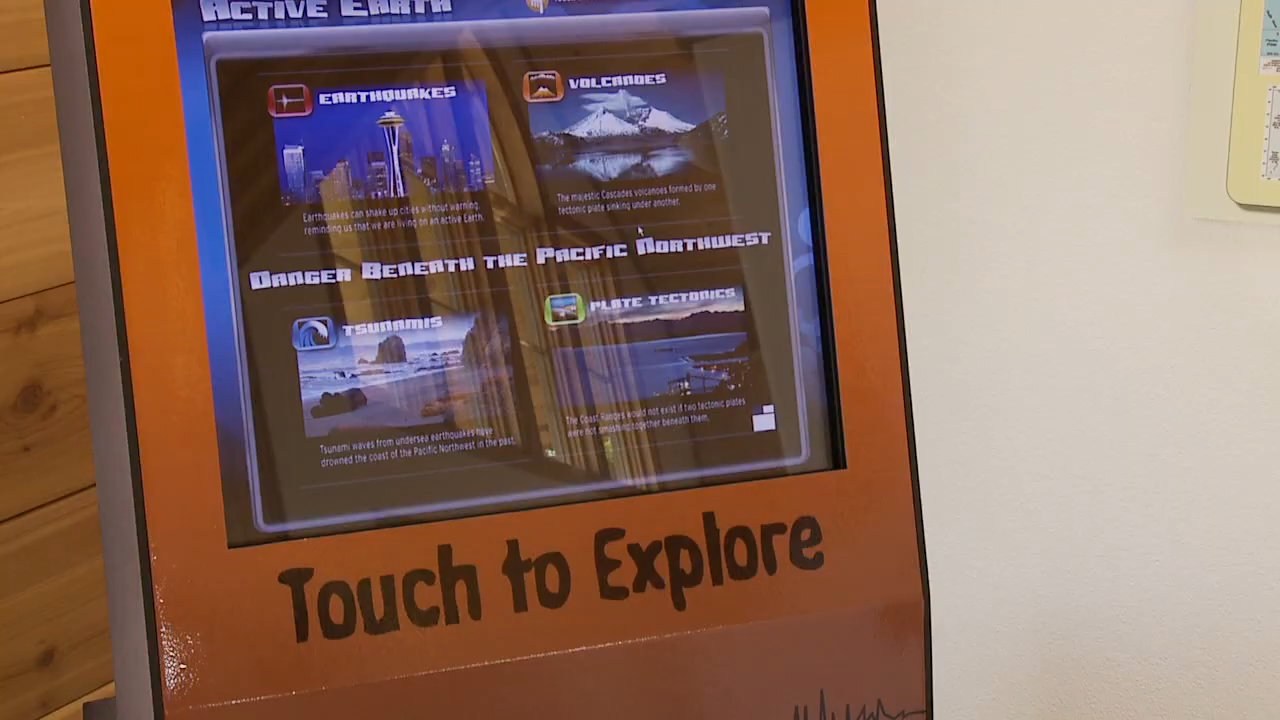 ACTIVE EARTH
EARTHQUAKES
VOLCANOES
Earthquakes can shake up cities without warning,
reminding us that we are living on an active Earth.
The majestic Cascades volcanoes formed by one
tectonic plate sinking under another.
DANGER BENEATH THE PACIFIC NORTHWEST
TSUNAMIS
PLATE TECTONICS
Tsunami waves from undersea earthquakes have
drowned the coast of the Pacific Northwest in the past.
The Coast Ranges would not exist if two tectonic plates
were not smashing together beneath them.
Touch to Explore